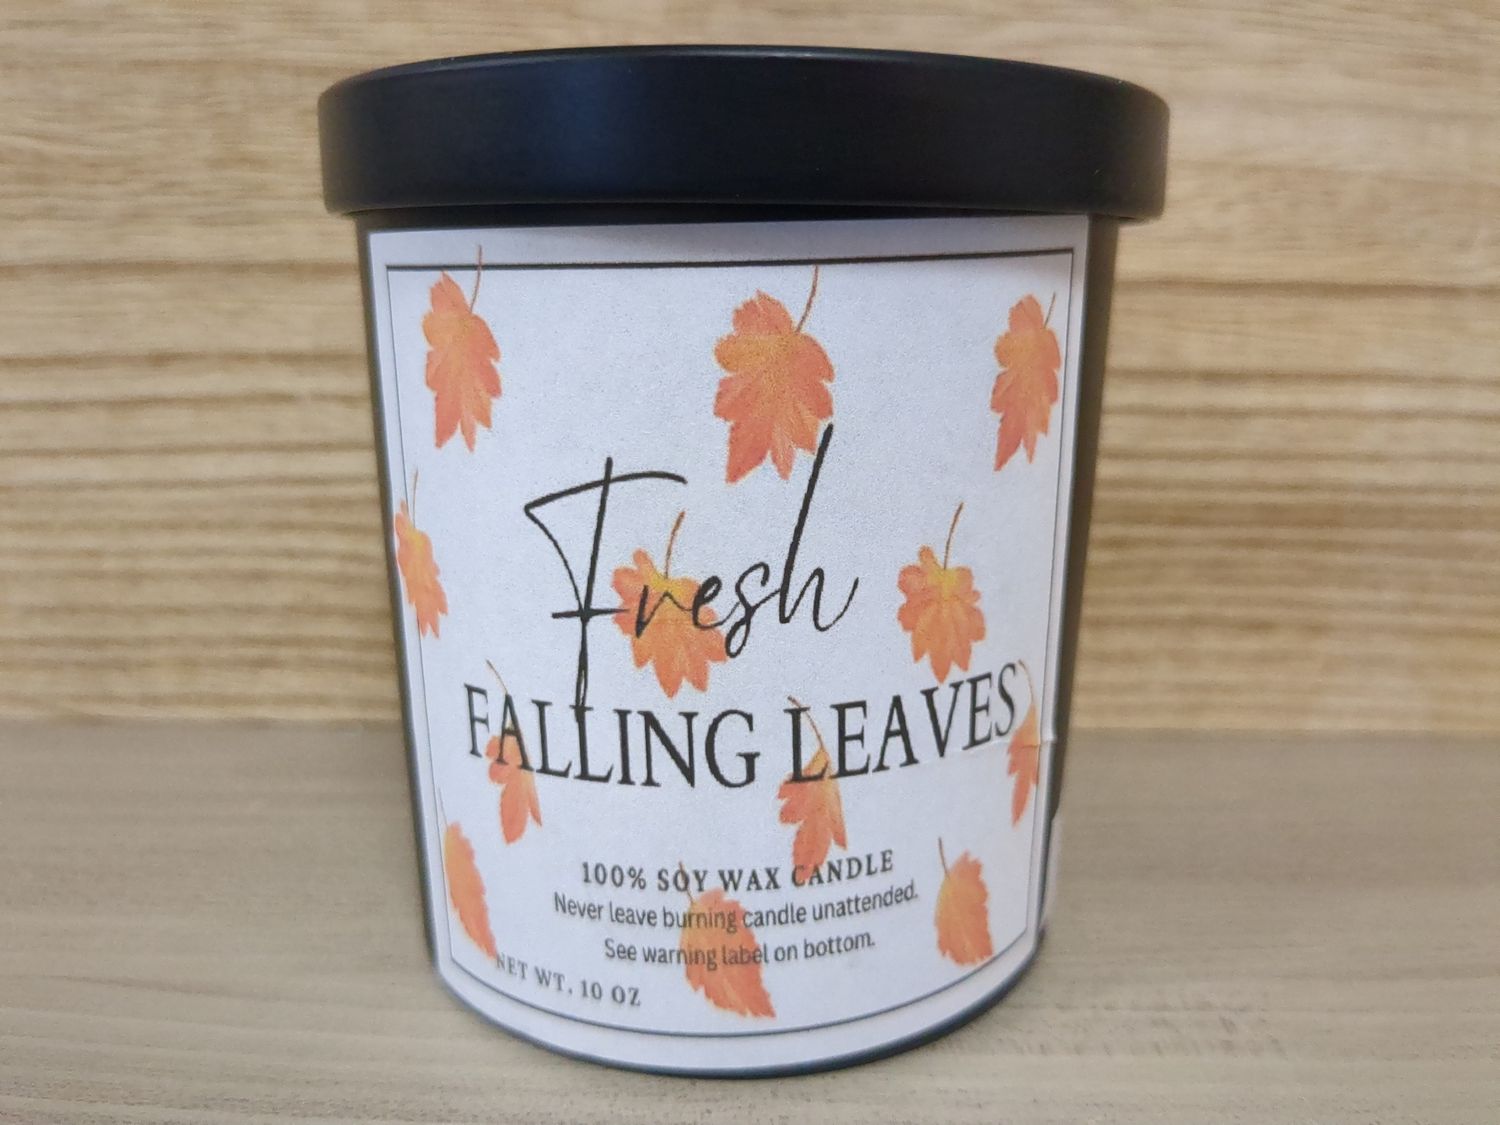 Fresh
FALLING LEAVES
100% SOY WAX CANDLE
Never leave burning candle unattended.
See warning label on bottom.
NET WT. 10 OZ